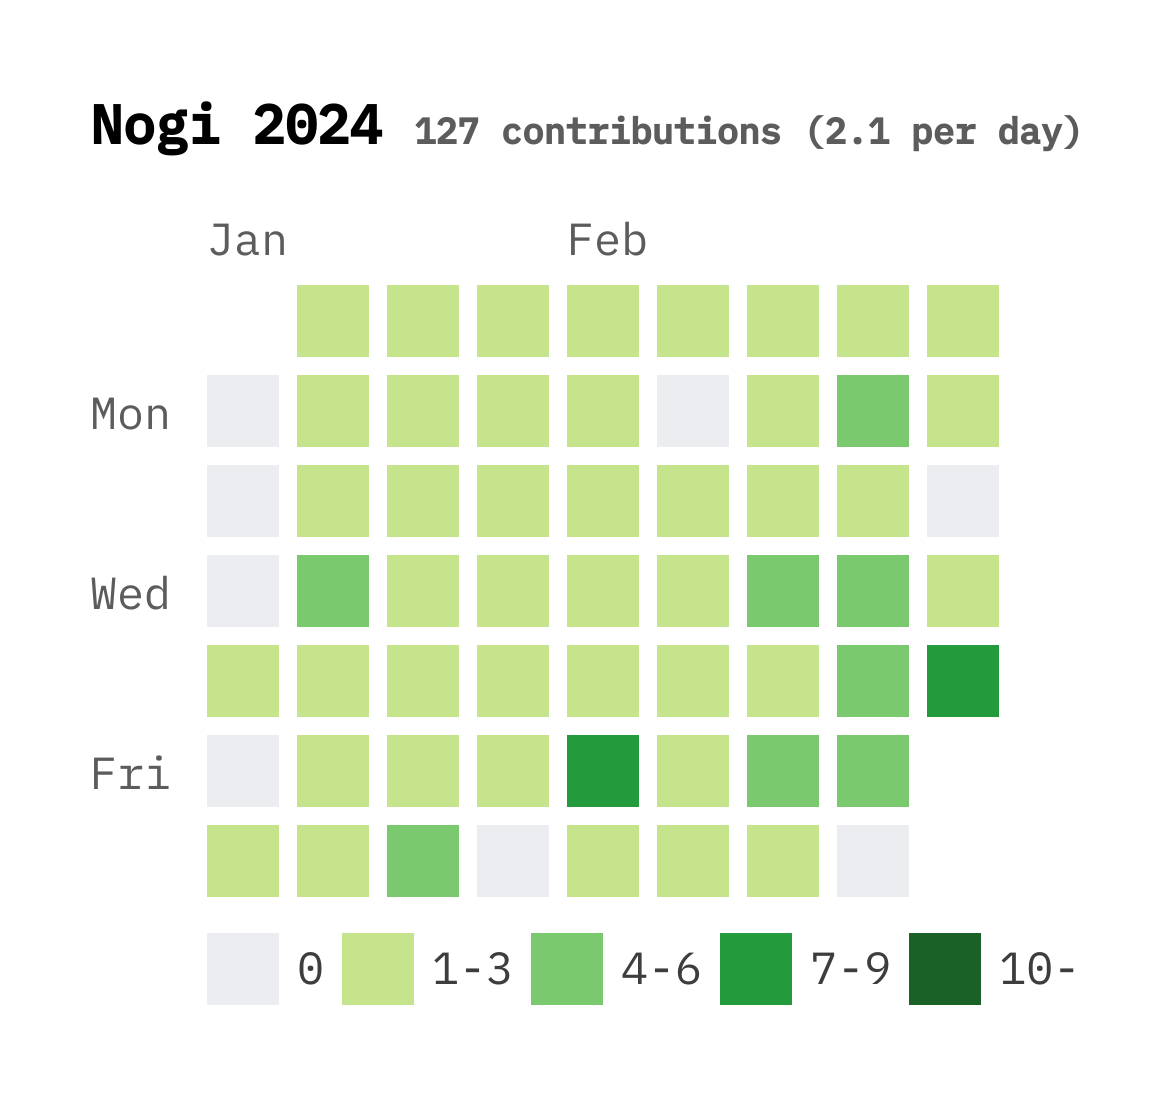 Nogi 2024 127 contributions (2.1 per day)
Jan Feb
Mon
Wed
Fri
0 1-3 4-6 7-9 10-